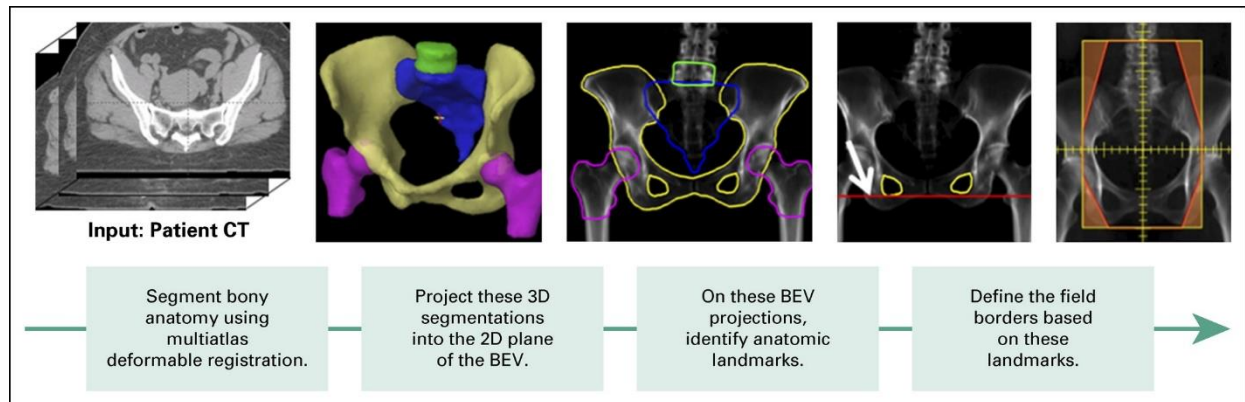 Input: Patient CT
Segment bony
anatomy using
multiatlas
deformable registration.
Project these 3D
segmentations
into the 2D plane
of the BEV.
On these BEV
projections,
identify anatomic
landmarks.
Define the field
borders based
on these
landmarks.